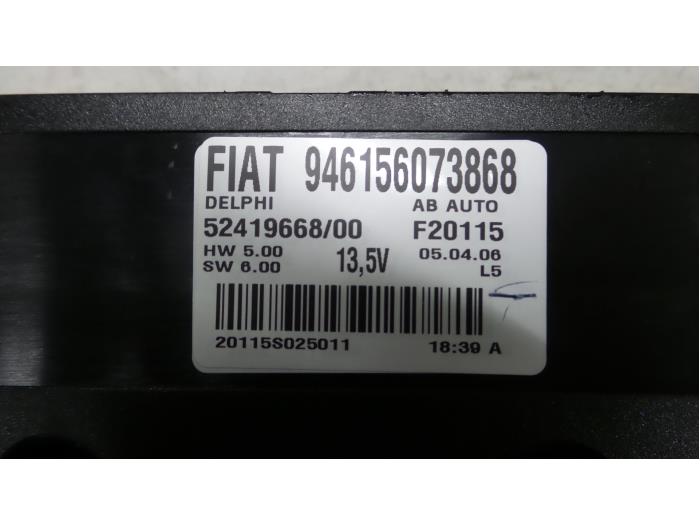 FIAT 946156073868
DELPHI AB AUTO
52419668/00 F20115
HW 5.00 13,5V 05.04.06
SW 6.00 L5
20115S025011 18:39 A